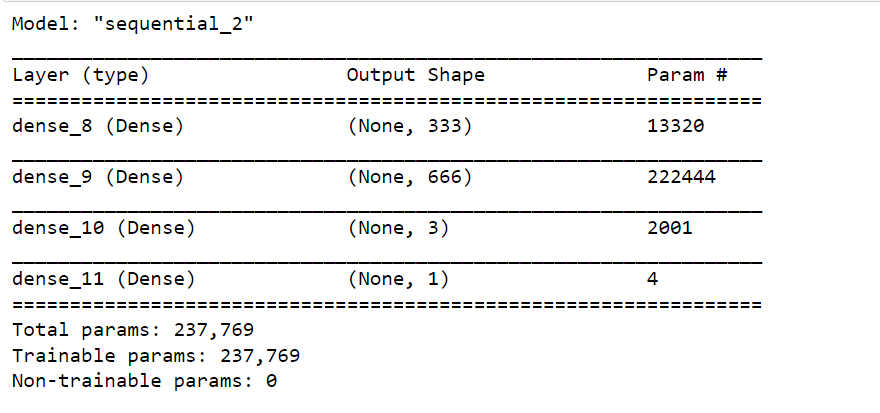 Model: "sequential_2"
_________________________________________________________________
Layer (type)                 Output Shape              Param #
=================================================================
dense_8 (Dense)              (None, 333)               13320
_________________________________________________________________
dense_9 (Dense)              (None, 666)               222444
_________________________________________________________________
dense_10 (Dense)             (None, 3)                 2001
_________________________________________________________________
dense_11 (Dense)             (None, 1)                 4
=================================================================
Total params: 237,769
Trainable params: 237,769
Non-trainable params: 0